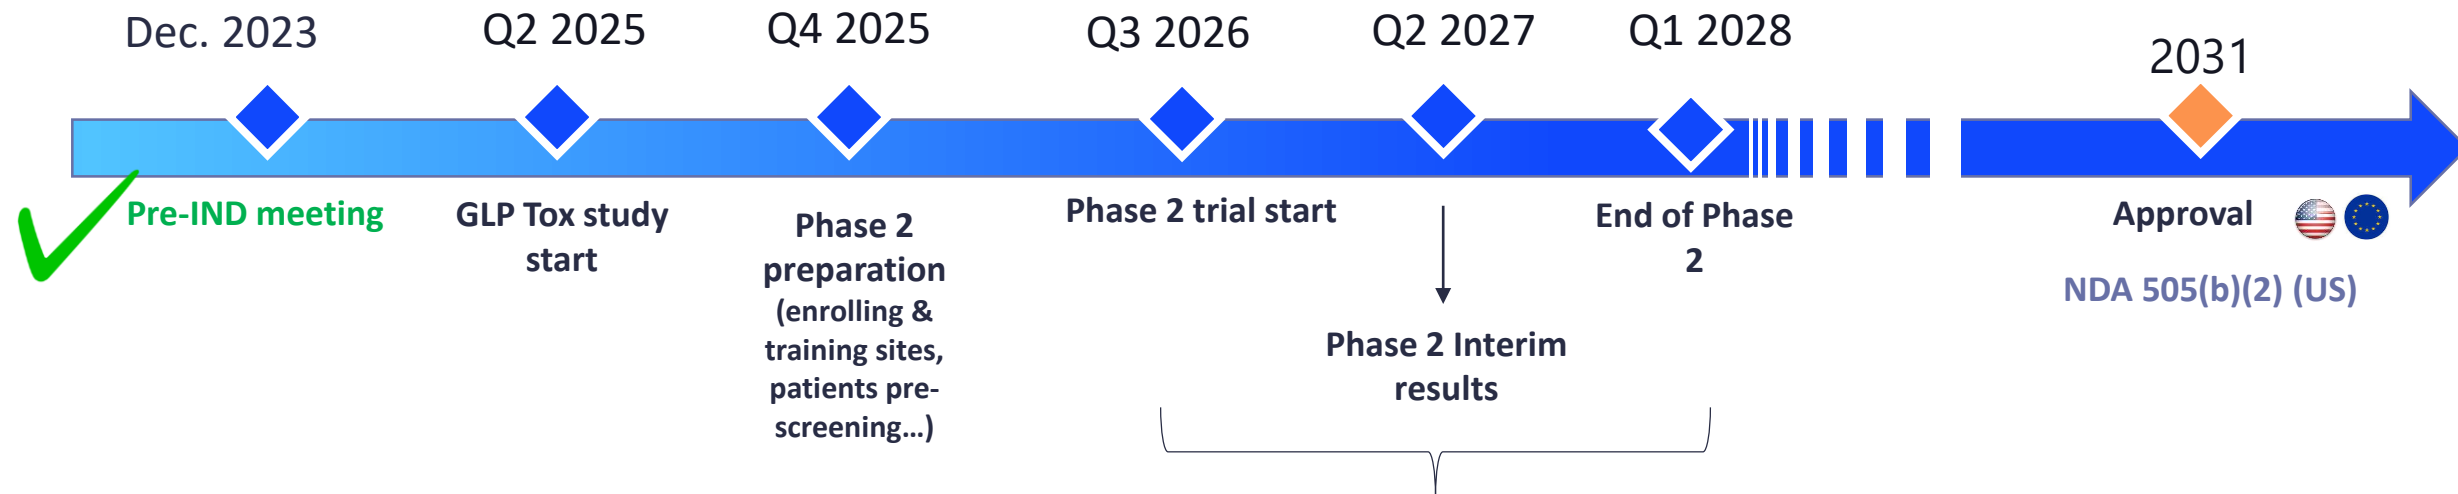 Dec. 2023
Q2 2025
Q4 2025
Q3 2026
Q2 2027
Q1 2028
2031
Pre-IND meeting
GLP Tox study
start
Phase 2
preparation
(enrolling &
training sites,
patients pre-
screening...)
Phase 2 trial start
Phase 2 Interim
results
End of Phase
2
Approval
NDA 505(b)(2) (US)